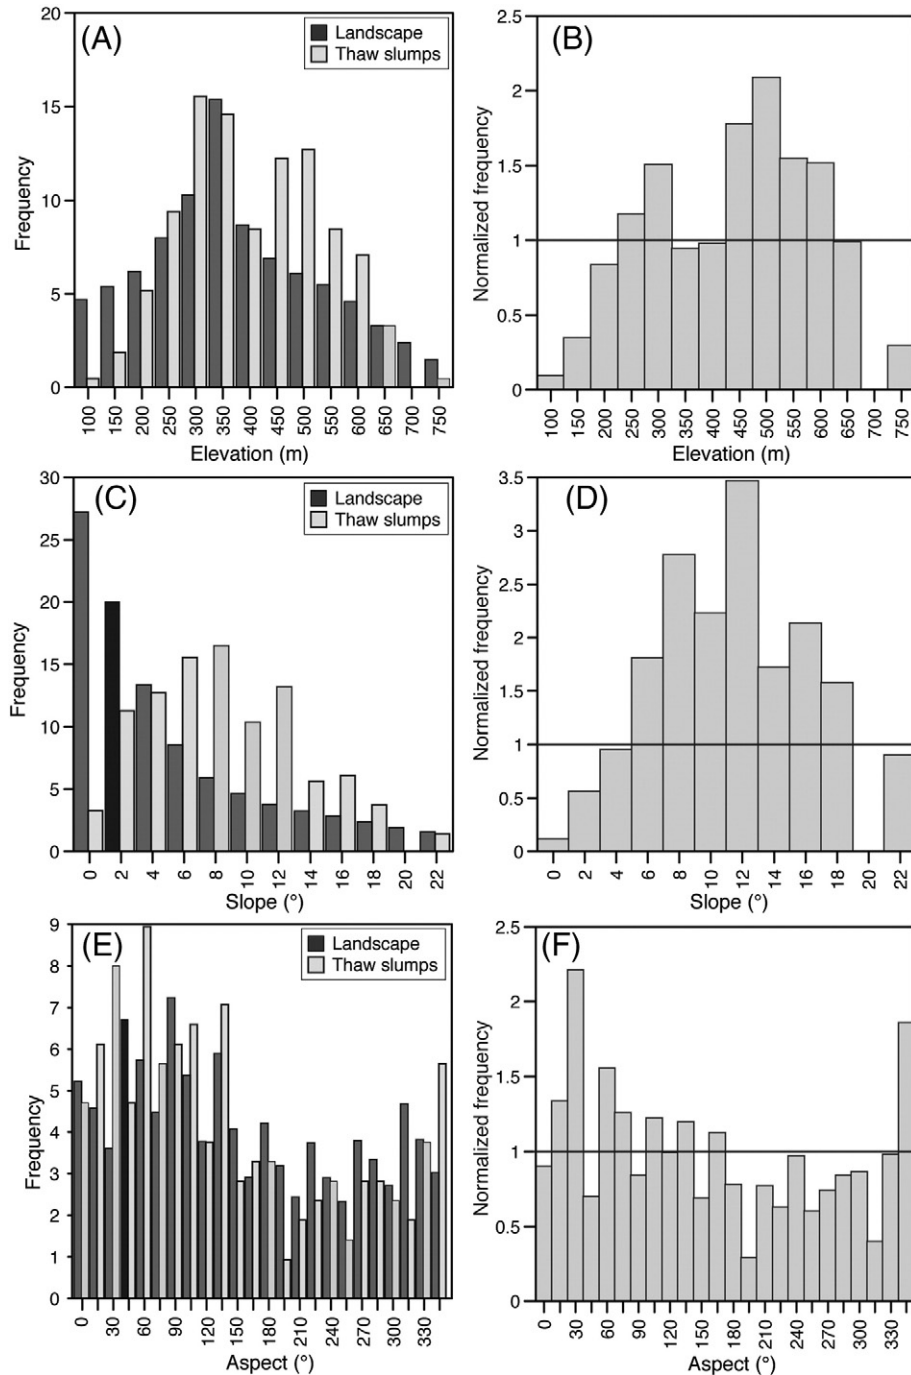 (A)
Landscape
Thaw slumps
20
15
10
5
0
Frequency
100 150 200 250 300 350 400 450 500 550 600 650 700 750
Elevation (m)
(B)
2.5
2
1.5
1
0.5
0
Normalized frequency
100 150 200 250 300 350 400 450 500 550 600 650 750
Elevation (m)
(C)
Landscape
Thaw slumps
30
25
20
15
10
5
0
Frequency
0 2 4 6 8 10 12 14 16 18 20 22
Slope (°)
(D)
3.5
3
2.5
2
1.5
1
0.5
0
Normalized frequency
0 2 4 6 8 10 12 14 16 18 20 22
Slope (°)
(E)
Landscape
Thaw slumps
9
8
7
6
5
4
3
2
1
0
Frequency
0 30 60 90 120 150 180 210 240 270 300 330
Aspect (°)
(F)
2.5
2
1.5
1
0.5
0
Normalized frequency
0 30 60 90 120 150 180 210 240 270 300 330
Aspect (°)